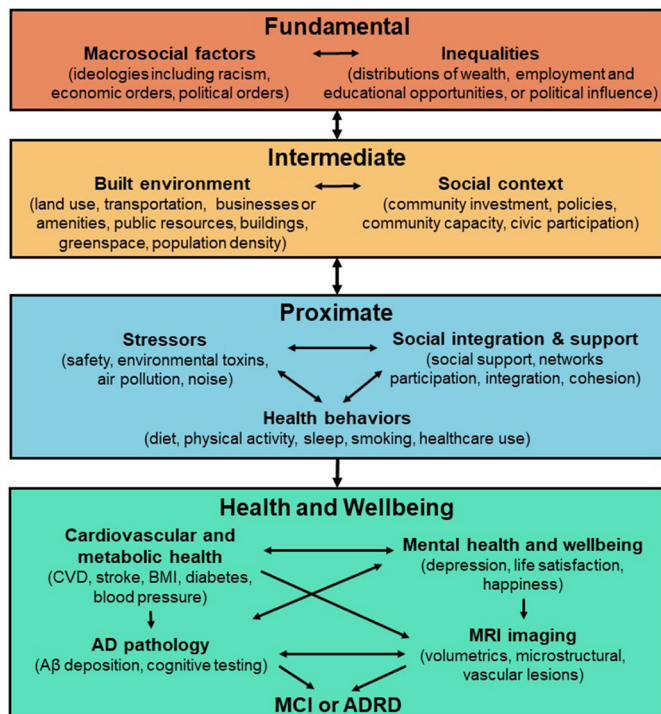 Fundamental
Macrosocial factors
(ideologies including racism,
economic orders, political orders)
Inequalities
(distributions of wealth, employment and
educational opportunities, or political influence)
Intermediate
Built environment
(land use, transportation, businesses or
amenities, public resources, buildings,
greenspace, population density)
Social context
(community investment, policies,
community capacity, civic participation)
Proximate
Stressors
(safety, environmental toxins,
air pollution, noise)
Social integration & support
(social support, networks
participation, integration, cohesion)
Health behaviors
(diet, physical activity, sleep, smoking, healthcare use)
Health and Wellbeing
Cardiovascular and
metabolic health
(CVD, stroke, BMI, diabetes,
blood pressure)
Mental health and wellbeing
(depression, life satisfaction,
happiness)
AD pathology
(Aβ deposition, cognitive testing)
MRI imaging
(volumetrics, microstructural,
vascular lesions)
MCI or ADRD